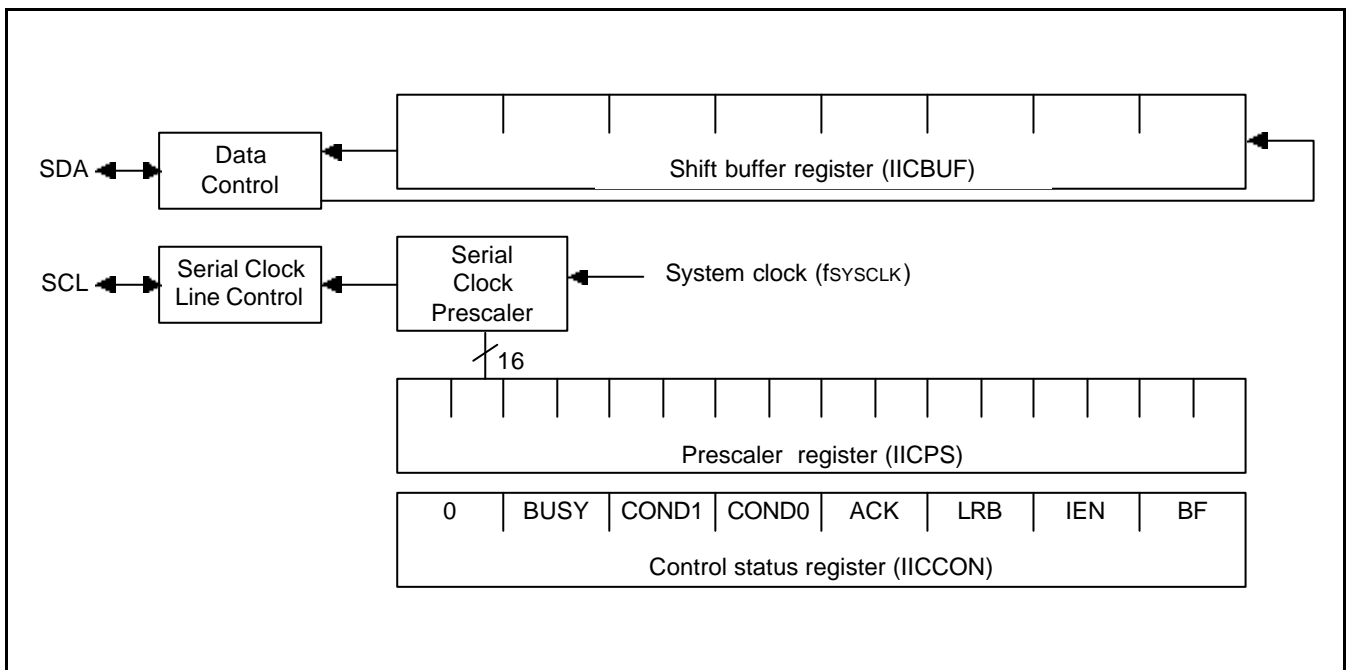 SDA
Data
Control
Shift buffer register (IICBUF)
SCL
Serial Clock
Line Control
Serial
Clock
Prescaler
System clock (fSYSCLK)
16
Prescaler register (IICPS)
0 BUSY COND1 COND0 ACK LRB IEN BF
Control status register (IICCON)